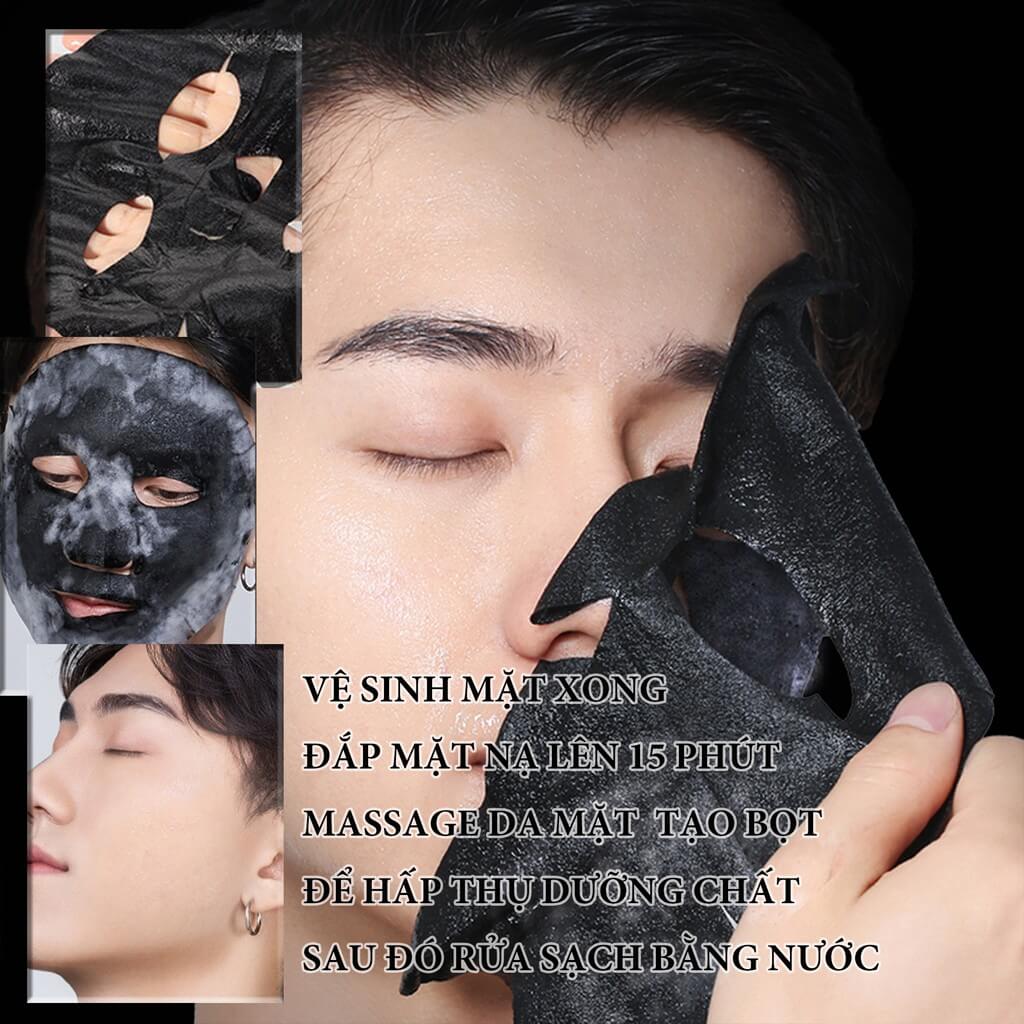 VỆ SINH MẶT XONG
ĐẮP MẶT NẠ LÊN 15 PHÚT
MASSAGE DA MẶT TẠO BỌT
ĐỂ HẤP THỤ DƯỠNG CHẤT
SAU ĐÓ RỬA SẠCH BẰNG NƯỚC